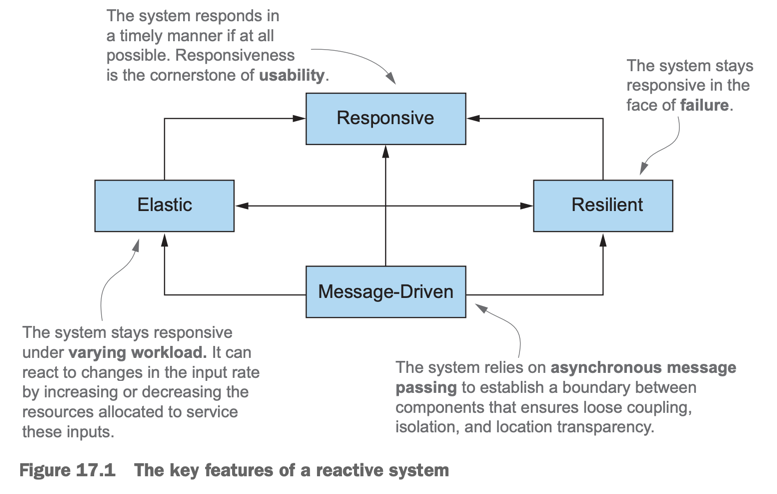 The system responds in
a timely manner if at all
possible. Responsiveness
is the cornerstone of usability.
The system stays
responsive in the
face of failure.
Responsive
Elastic
Resilient
Message-Driven
The system stays responsive
under varying workload. It can
react to changes in the input rate
by increasing or decreasing the
resources allocated to service
these inputs.
The system relies on asynchronous message
passing to establish a boundary between
components that ensures loose coupling,
isolation, and location transparency.
Figure 17.1 The key features of a reactive system